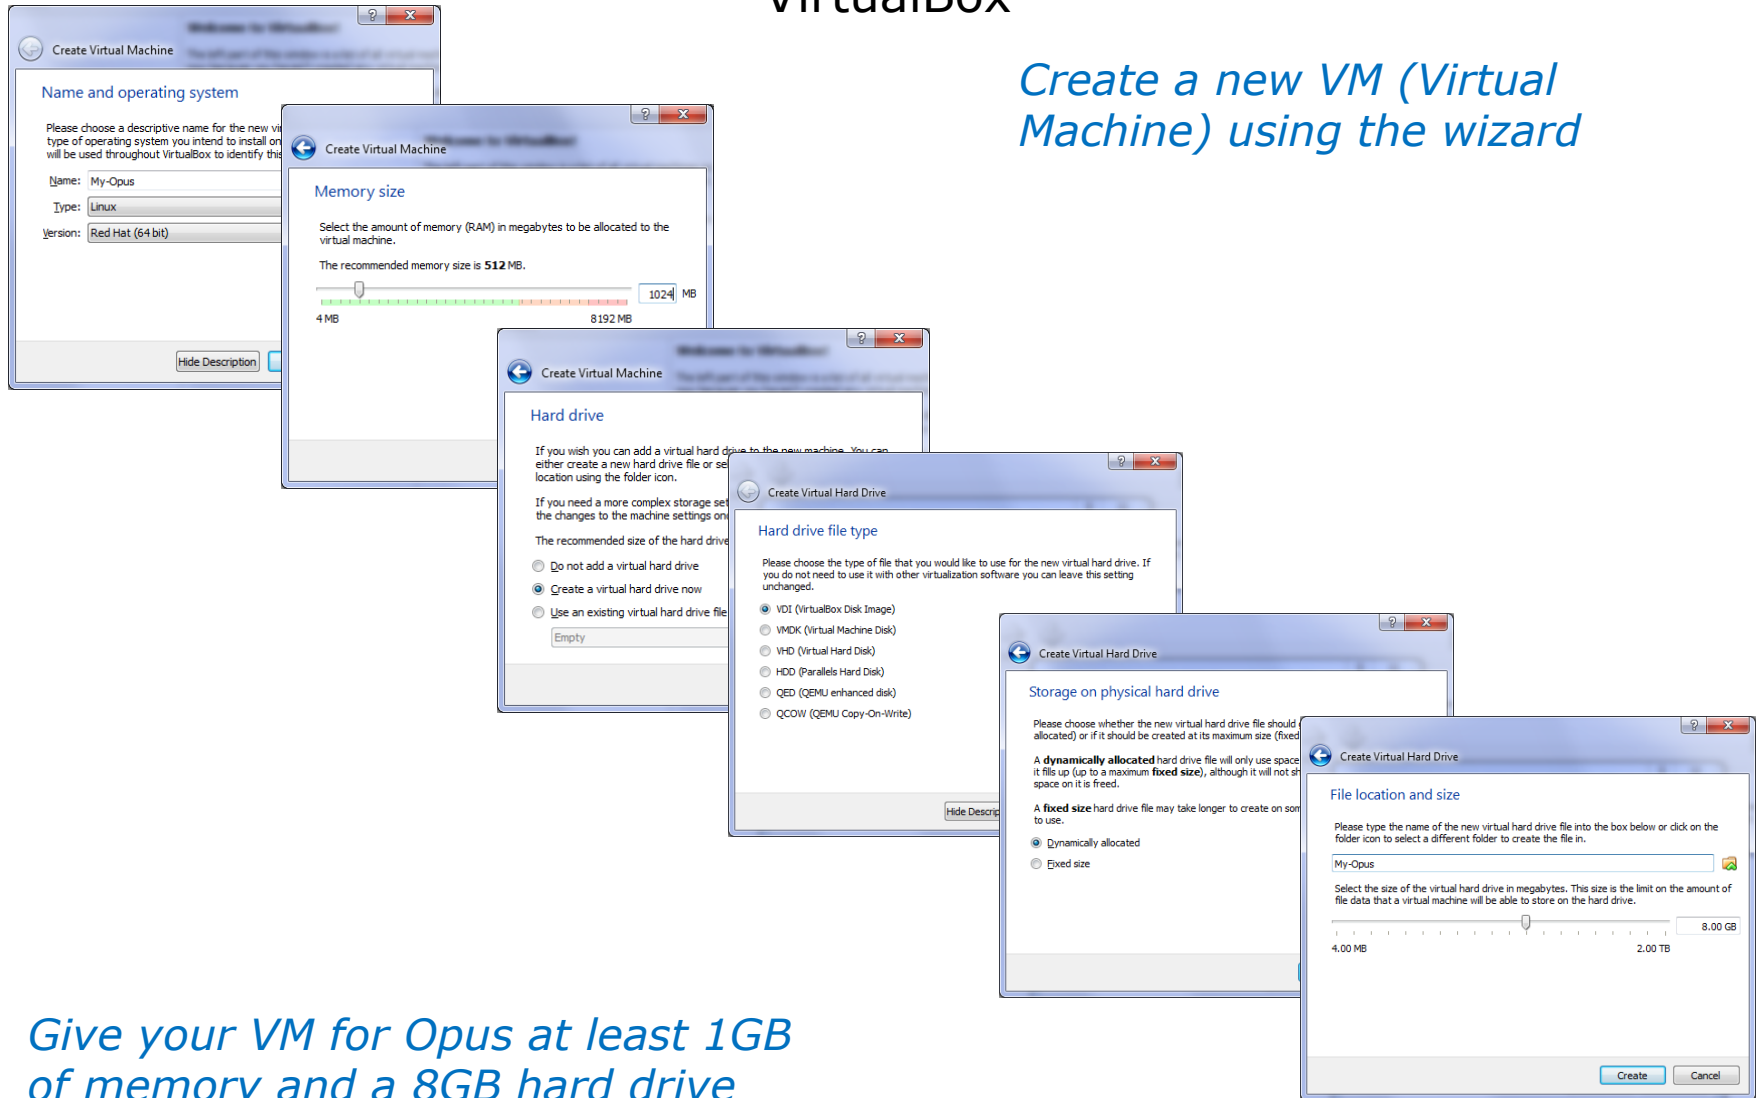 VirtualBox
Create a new VM (Virtual
Machine) using the wizard
Create Virtual Machine
Name and operating system
Please choose a descriptive name for the new
type of operating system you intend to install on
will be used throughout VirtualBox to identify this
Name: My-Opus
Type: Linux
Version: Red Hat (64 bit)
Hide Description
Create Virtual Machine
Memory size
Select the amount of memory (RAM) in megabytes to be allocated to the
virtual machine.
The recommended memory size is 512 MB.
1024 MB
4 MB 8192 MB
Create Virtual Machine
Hard drive
If you wish you can add a virtual hard drive to the new machine. You can
either create a new hard drive file or
location using the folder icon.
If you need a more complex storage
the changes to the machine settings
The recommended size of the hard drive
Do not add a virtual hard drive
Create a virtual hard drive now
Use an existing virtual hard drive file
Empty
Create Virtual Hard Drive
Hard drive file type
Please choose the type of file that you would like to use for the new virtual hard drive. If
you do not need to use it with other virtualization software you can leave this setting
unchanged.
VDI (VirtualBox Disk Image)
VMDK (Virtual Machine Disk)
VHD (Virtual Hard Disk)
HDD (Parallels Hard Disk)
QED (QEMU enhanced disk)
QCOW (QEMU Copy-On-Write)
Hide Descrip
Create Virtual Hard Drive
Storage on physical hard drive
Please choose whether the new virtual hard drive file should
allocated) or if it should be created at its maximum size (fixed
A dynamically allocated hard drive file will only use space
it fills up (up to a maximum fixed size), although it will not
space on it is freed.
A fixed size hard drive file may take longer to create on
to use.
Dynamically allocated
Fixed size
Create Virtual Hard Drive
File location and size
Please type the name of the new virtual hard drive file into the box below or click on the
folder icon to select a different folder to create the file in.
My-Opus
Select the size of the virtual hard drive in megabytes. This size is the limit on the amount of
file data that a virtual machine will be able to store on the hard drive.
8.00 GB
4.00 MB 2.00 TB
Create Cancel
Give your VM for Opus at least 1GB
of memory and a 8GB hard drive